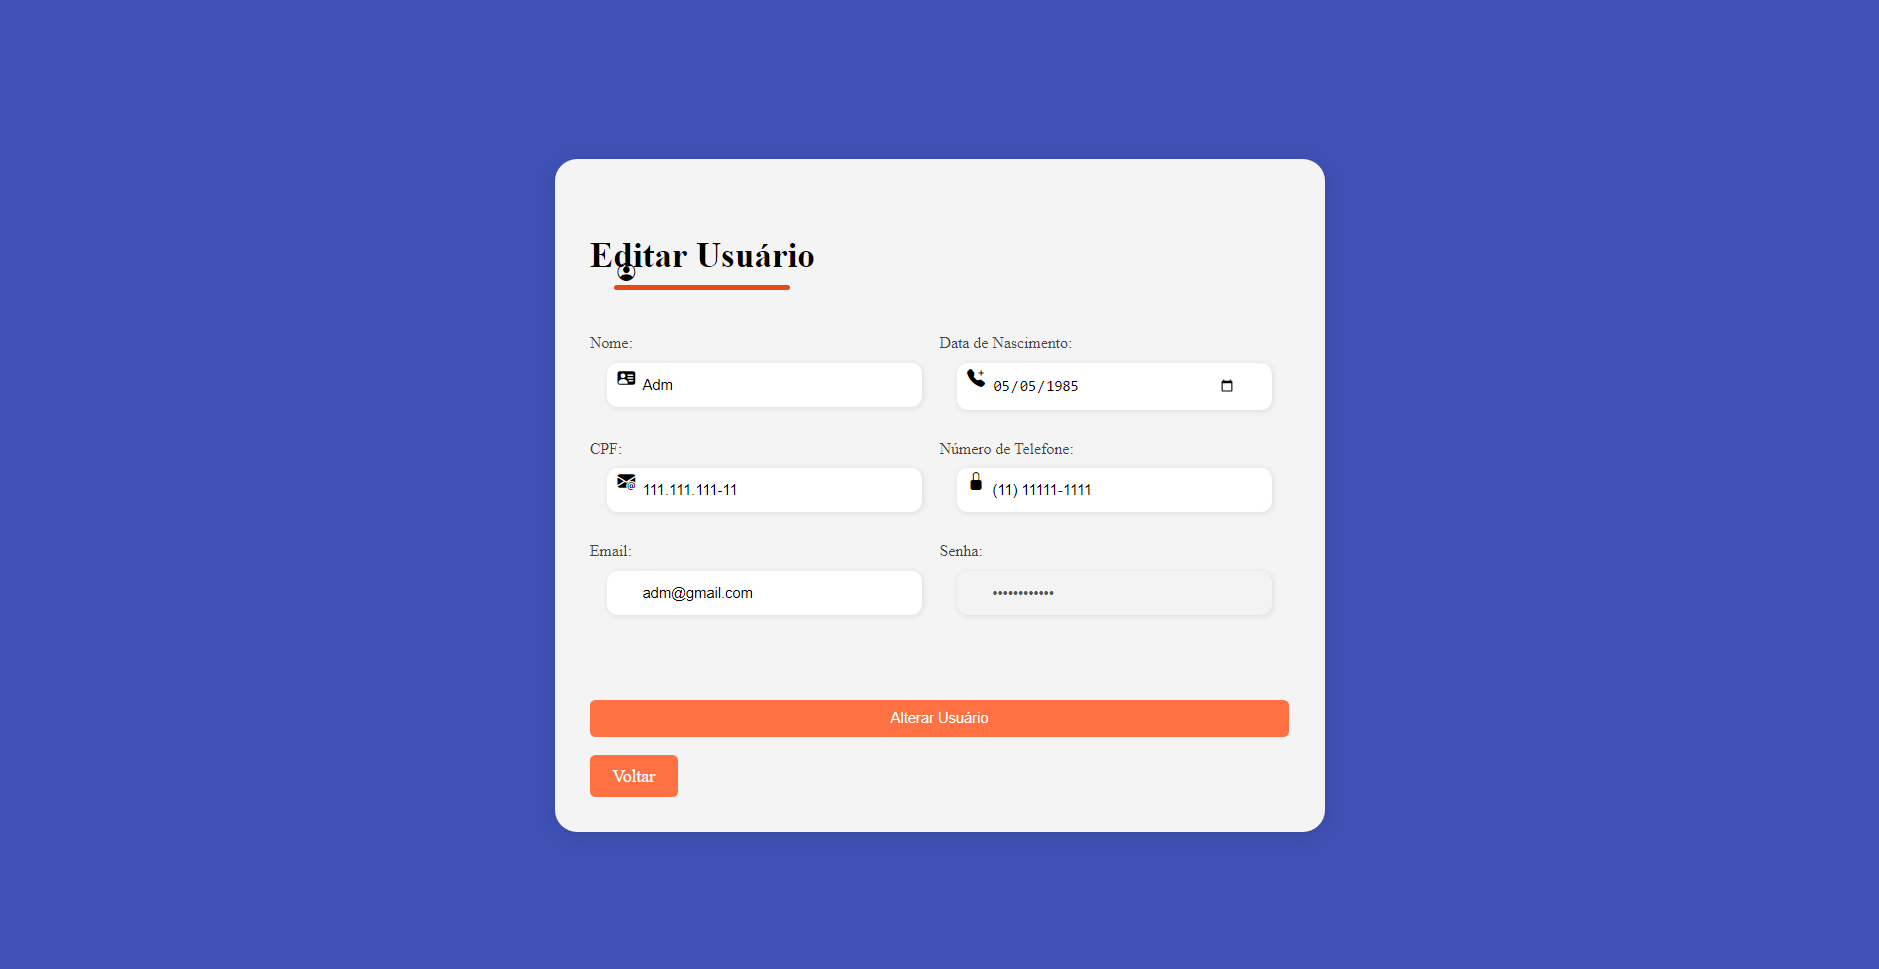 Editar Usuário
Nome:
Data de Nascimento:
Adm
05/05/1985
CPF:
Número de Telefone:
111.111.111-11
(11) 11111-1111
Email:
Senha:
adm@gmail.com
••••••••••••
Alterar Usuário
Voltar